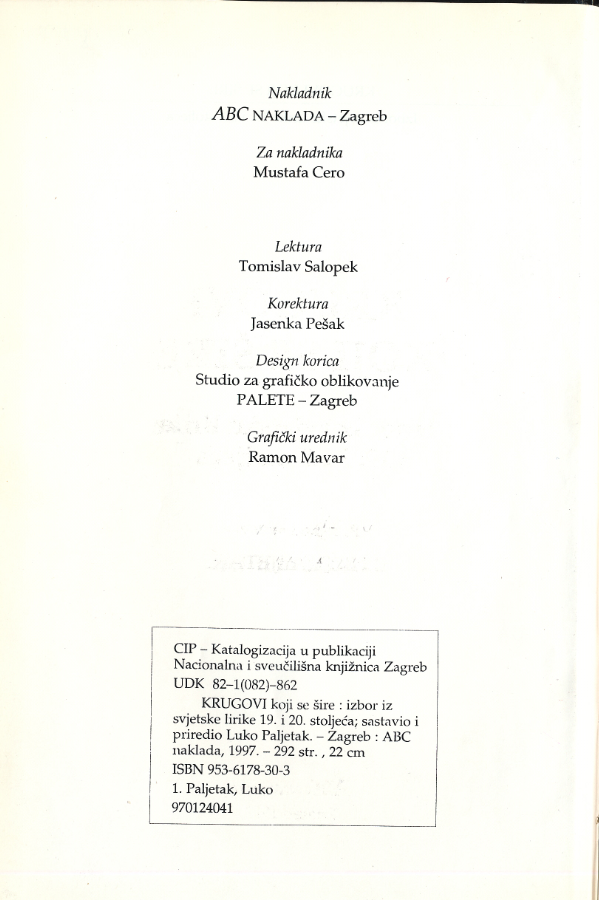 Nakladnik
ABC NAKLADA – Zagreb
Za nakladnika
Mustafa Cero
Lektura
Tomislav Salopek
Korektura
Jasenka Pešak
Design korica
Studio za grafičko oblikovanje
PALETE – Zagreb
Grafički urednik
Ramon Mavar
CIP – Katalogizacija u publikaciji
Nacionalna i sveučilišna knjižnica Zagreb
UDK 82–1(082)–862
KRUGOVI koji se šire : izbor iz
svjetske lirike 19. i 20. stoljeća; sastavio i
priredio Luko Paljetak. – Zagreb : ABC
naklada, 1997. – 292 str. , 22 cm
ISBN 953-6178-30-3
1. Paljetak, Luko
970124041